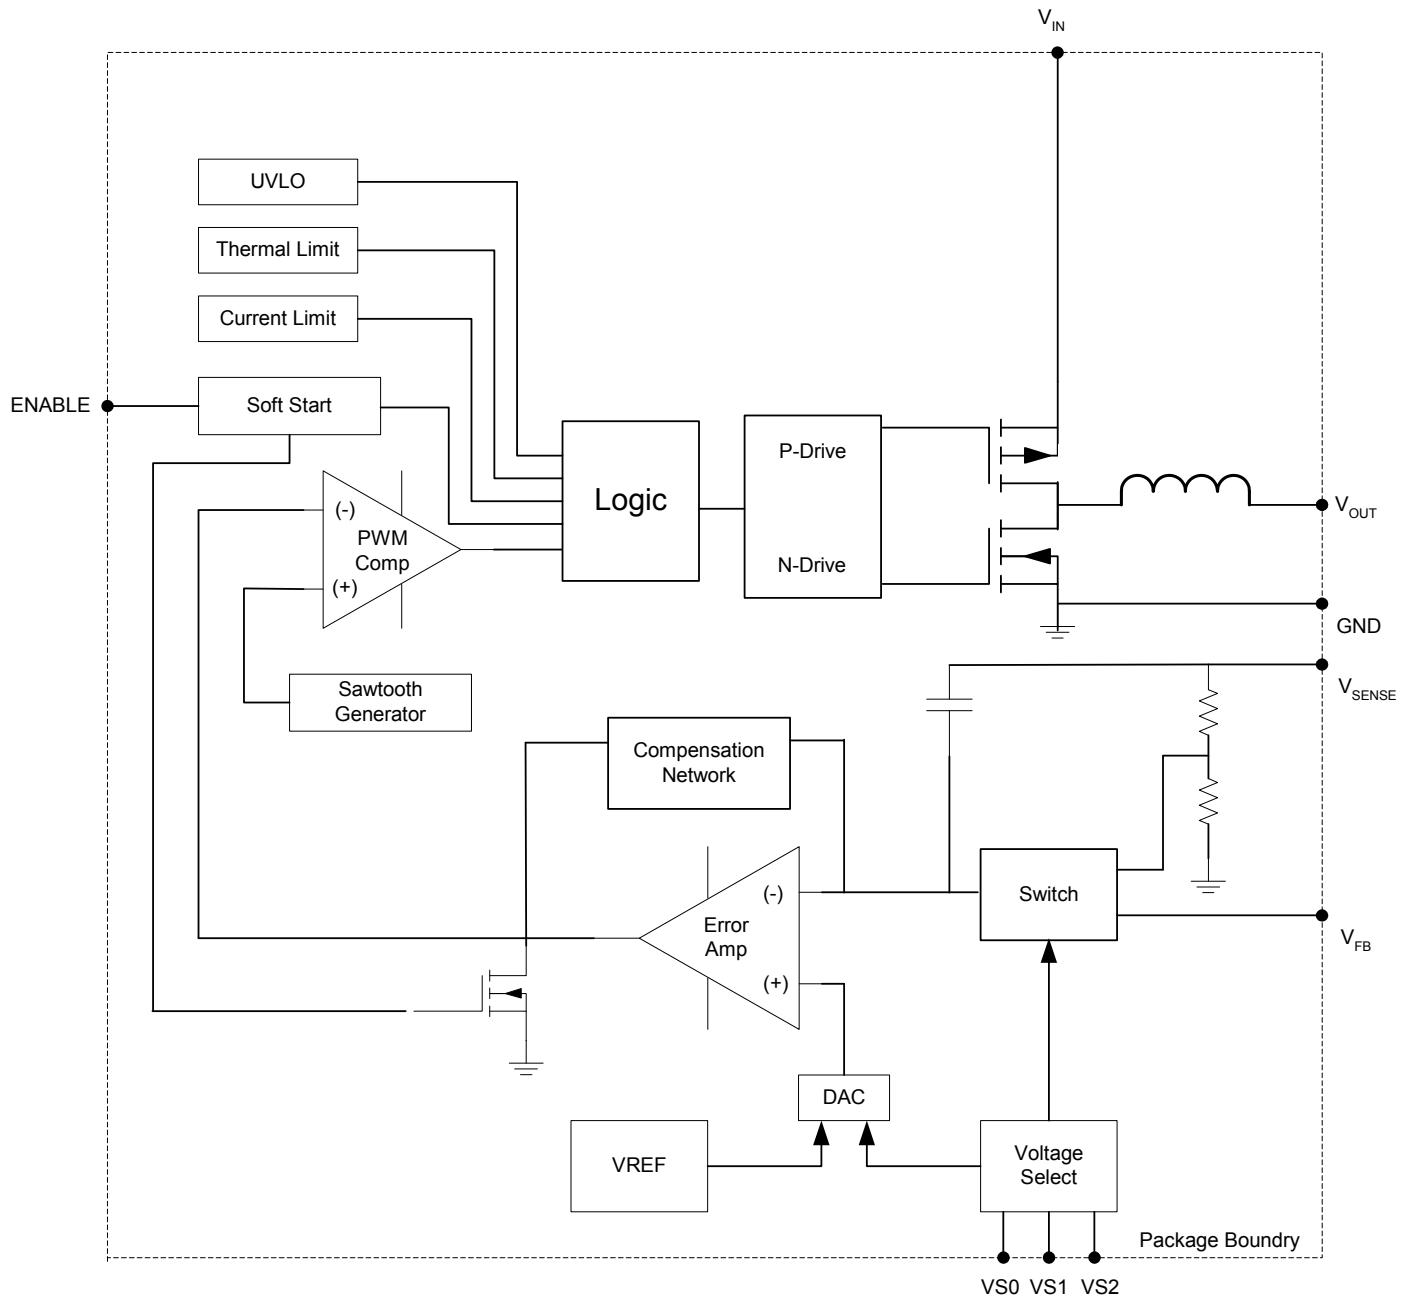 VIN
UVLO
Thermal Limit
Current Limit
ENABLE
Soft Start
P-Drive
Logic
(-)
PWM
Comp
(+)
VOUT
N-Drive
GND
Sawtooth
Generator
VSENSE
Compensation
Network
Switch
(-)
Error
Amp
(+)
VFB
DAC
VREF
Voltage
Select
Package Boundry
VS0
VS1
VS2